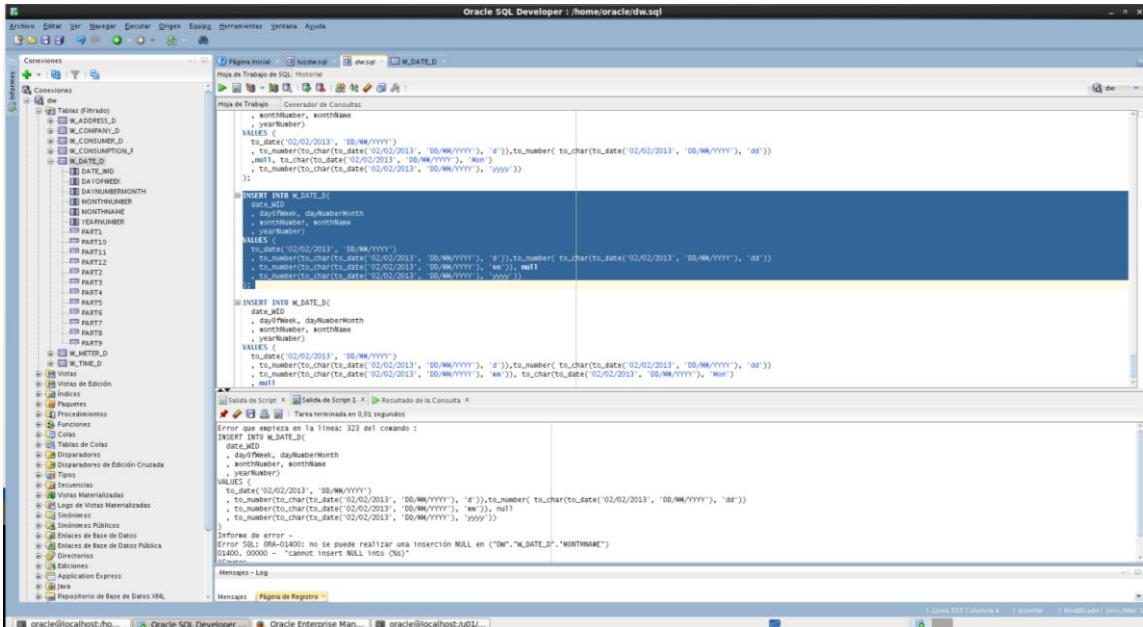 Oracle SQL Developer : /home/oracle/dw.sql
Archivo Editar Ver Navegar Ejecutar Origen Equipo Herramientas Ventana Ayuda
Conexiones
Informes
Conexiones
dw
Tablas (Filtrado)
W_ADDRESS_D
W_COMPANY_D
W_CONSUMER_D
W_CONSUMPTION_F
W_DATE_D
DATE_WID
DAYOFWEEK
DAYNUMBERMONTH
MONTHNUMBER
MONTHNAME
YEARNUMBER
PART1
PART10
PART11
PART12
PART2
PART3
PART4
PART5
PART6
PART7
PART8
PART9
W_METER_D
W_TIME_D
Vistas
Vistas de Edición
Índices
Paquetes
Procedimientos
Funciones
Colas
Tablas de Colas
Disparadores
Disparadores de Edición Cruzada
Tipos
Secuencias
Vistas Materializadas
Logs de Vistas Materializadas
Sinónimos
Sinónimos Públicos
Enlaces de Base de Datos
Enlaces de Base de Datos Pública
Directorios
Ediciones
Application Express
Java
Repositorio de Base de Datos XML
Página Inicial luzdw.sql dw.sql W_DATE_D
Hoja de Trabajo de SQL Historial
dw
Hoja de Trabajo Generador de Consultas
, monthNumber, monthName
, yearNumber)
VALUES (
to_date('02/02/2013', 'DD/MM/YYYY')
, to_number(to_char(to_date('02/02/2013', 'DD/MM/YYYY'), 'd')),to_number( to_char(to_date('02/02/2013', 'DD/MM/YYYY'), 'dd'))
,null, to_char(to_date('02/02/2013', 'DD/MM/YYYY'), 'Mon')
, to_number(to_char(to_date('02/02/2013', 'DD/MM/YYYY'), 'yyyy'))
);
INSERT INTO W_DATE_D(
date_WID
, dayOfWeek, dayNumberMonth
, monthNumber, monthName
, yearNumber)
VALUES (
to_date('02/02/2013', 'DD/MM/YYYY')
, to_number(to_char(to_date('02/02/2013', 'DD/MM/YYYY'), 'd')),to_number( to_char(to_date('02/02/2013', 'DD/MM/YYYY'), 'dd'))
, to_number(to_char(to_date('02/02/2013', 'DD/MM/YYYY'), 'mm')), null
, to_number(to_char(to_date('02/02/2013', 'DD/MM/YYYY'), 'yyyy'))
);
INSERT INTO W_DATE_D(
date_WID
, dayOfWeek, dayNumberMonth
, monthNumber, monthName
, yearNumber)
VALUES (
to_date('02/02/2013', 'DD/MM/YYYY')
, to_number(to_char(to_date('02/02/2013', 'DD/MM/YYYY'), 'd')),to_number( to_char(to_date('02/02/2013', 'DD/MM/YYYY'), 'dd'))
, to_number(to_char(to_date('02/02/2013', 'DD/MM/YYYY'), 'mm')), to_char(to_date('02/02/2013', 'DD/MM/YYYY'), 'Mon')
, null
Salida de Script Salida de Script 1 Resultado de la Consulta
Tarea terminada en 0,01 segundos
Error que empieza en la línea: 323 del comando :
INSERT INTO W_DATE_D(
date_WID
, dayOfWeek, dayNumberMonth
, monthNumber, monthName
, yearNumber)
VALUES (
to_date('02/02/2013', 'DD/MM/YYYY')
, to_number(to_char(to_date('02/02/2013', 'DD/MM/YYYY'), 'd')),to_number( to_char(to_date('02/02/2013', 'DD/MM/YYYY'), 'dd'))
, to_number(to_char(to_date('02/02/2013', 'DD/MM/YYYY'), 'mm')), null
, to_number(to_char(to_date('02/02/2013', 'DD/MM/YYYY'), 'yyyy'))
)
Informe de error -
Error SQL: ORA-01400: no se puede realizar una inserción NULL en ("DW"."W_DATE_D"."MONTHNAME")
01400. 00000 - "cannot insert NULL into (%s)"
Mensajes - Log
Mensajes Página de Registro
Línea 333 Columna 4 Insertar Modificado Unix/Mac
oracle@localhost:/ho... Oracle SQL Developer ... Oracle Enterprise Man... oracle@localhost:/u01/...